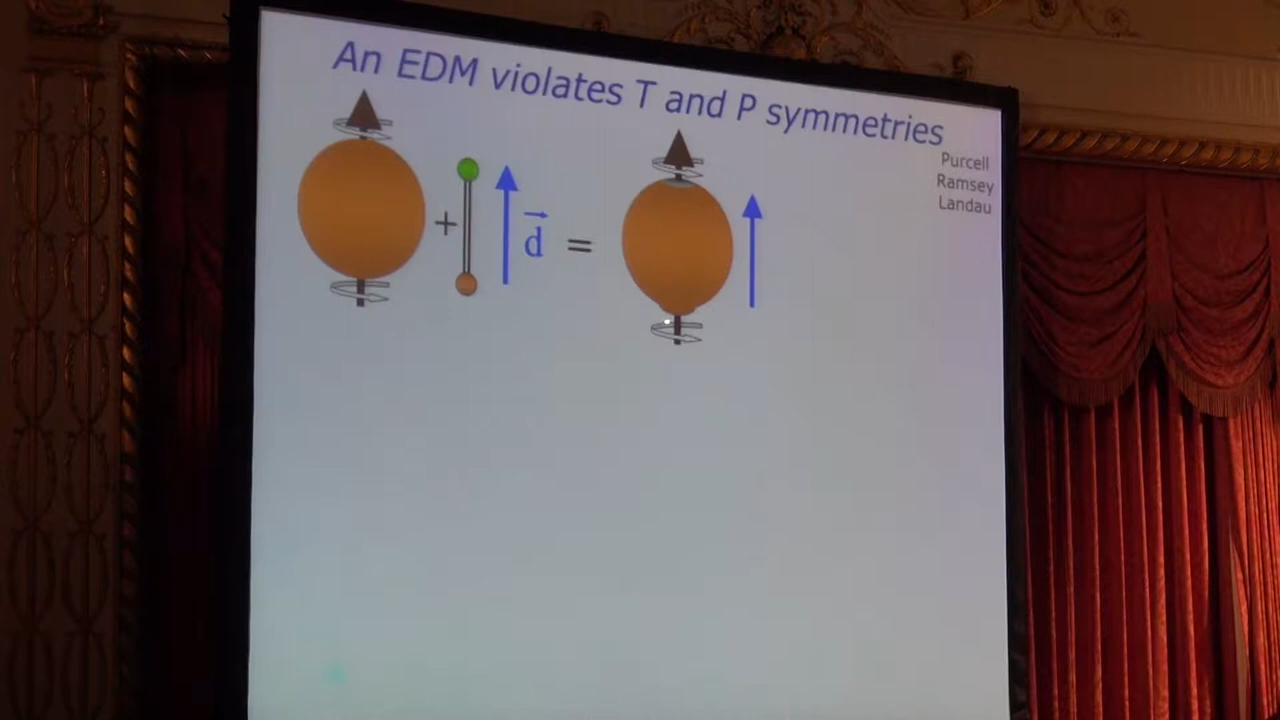 An EDM violates T and P symmetries
Purcell
Ramsey
Landau
+ d =